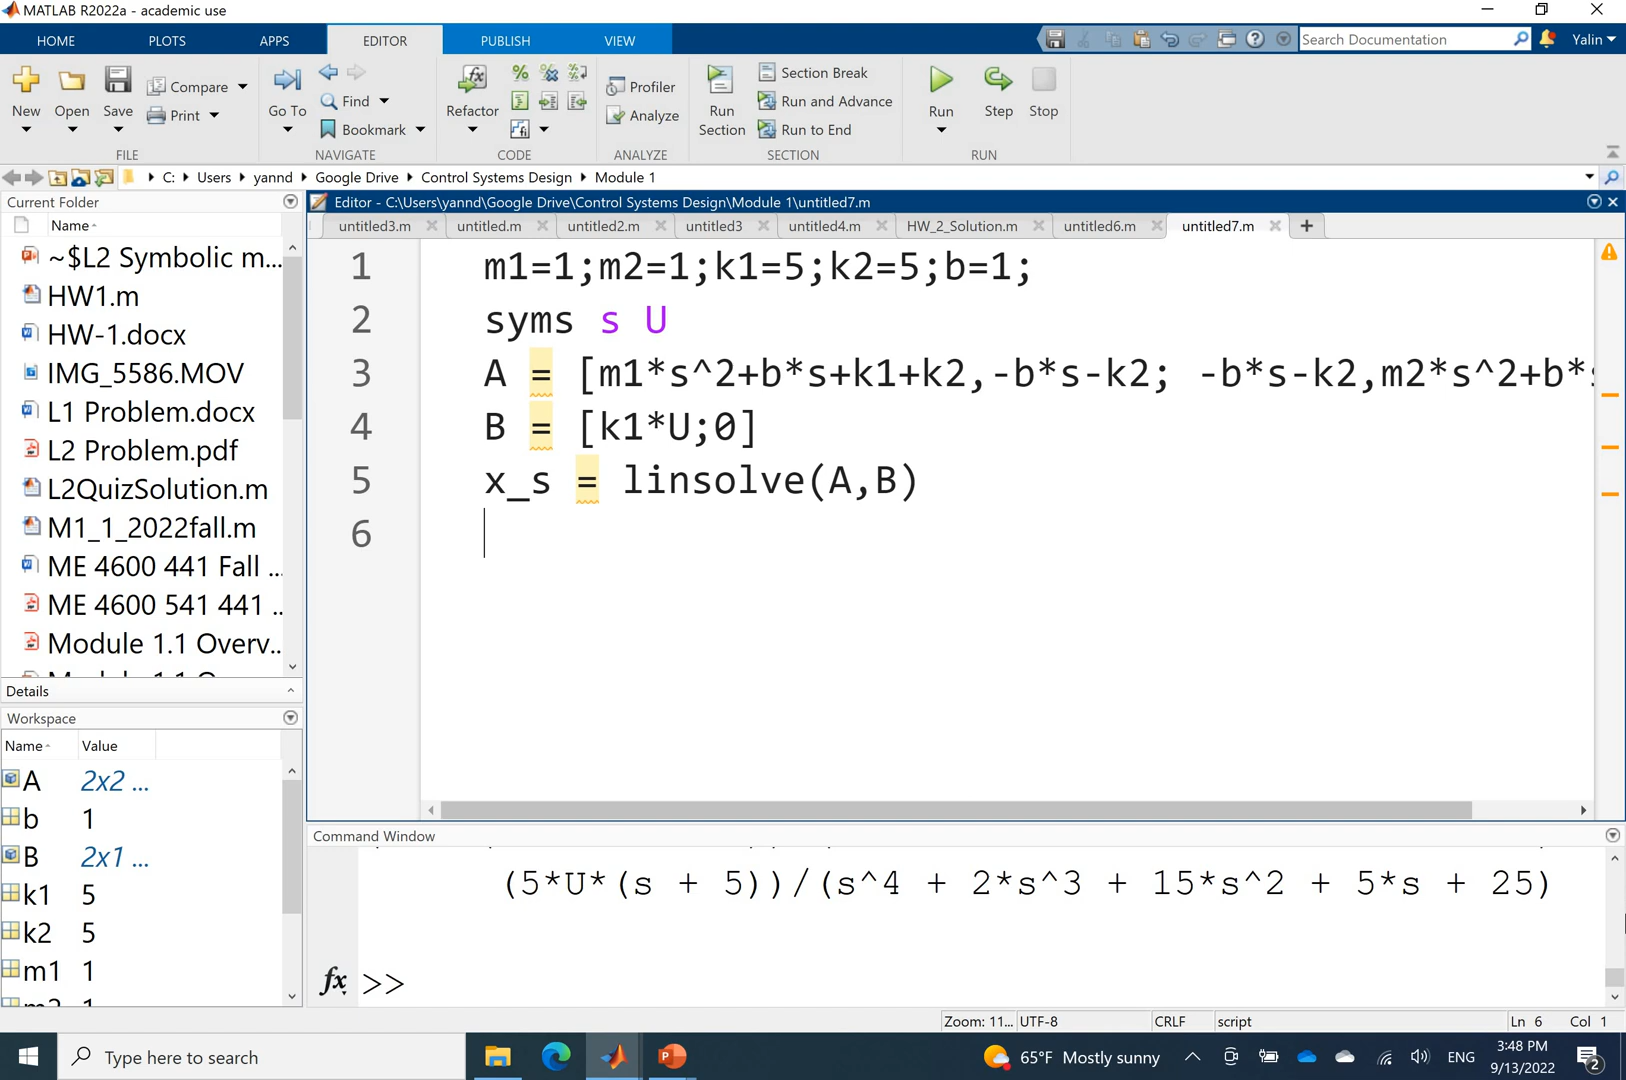 MATLAB R2022a - academic use
HOME PLOTS APPS EDITOR PUBLISH VIEW
Search Documentation
Yalin
New Open Save Compare Print
FILE
Go To Find Bookmark
NAVIGATE
Refactor
CODE
Profiler Analyze
ANALYZE
Run Section Section Break Run and Advance Run to End
SECTION
Run Step Stop
RUN
C: Users yannd Google Drive Control Systems Design Module 1
Current Folder
Name
~$L2 Symbolic m...
HW1.m
HW-1.docx
IMG_5586.MOV
L1 Problem.docx
L2 Problem.pdf
L2QuizSolution.m
M1_1_2022fall.m
ME 4600 441 Fall ...
ME 4600 541 441 ..
Module 1.1 Overv..
Details
Workspace
Name Value
A 2x2 ...
b 1
B 2x1 ...
k1 5
k2 5
m1 1
m2 1
Editor - C:\Users\yannd\Google Drive\Control Systems Design\Module 1\untitled7.m
untitled3.m untitled.m untitled2.m untitled3 untitled4.m HW_2_Solution.m untitled6.m untitled7.m
1 m1=1;m2=1;k1=5;k2=5;b=1;
2 syms s U
3 A = [m1*s^2+b*s+k1+k2,-b*s-k2; -b*s-k2,m2*s^2+b*s
4 B = [k1*U;0]
5 x_s = linsolve(A,B)
6
Command Window
(5*U*(s + 5))/(s^4 + 2*s^3 + 15*s^2 + 5*s + 25)
fx >>
Zoom: 11... UTF-8 CRLF script Ln 6 Col 1
Type here to search
65°F Mostly sunny
ENG
3:48 PM
9/13/2022
2